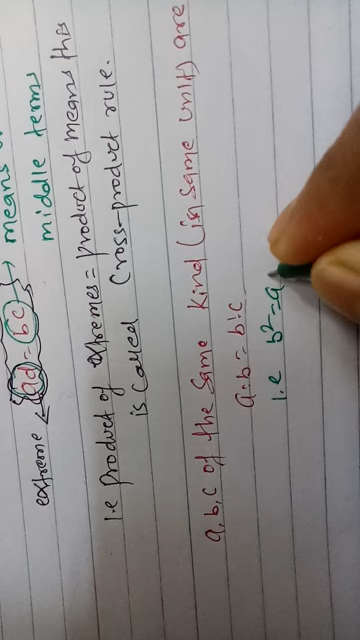 extreme ad = bc means
middle terms
i.e product of extremes = product of means this
is called Cross-product rule.
a, b, c of the same kind (in same unit) are
a:b = b:c
i.e b²=a